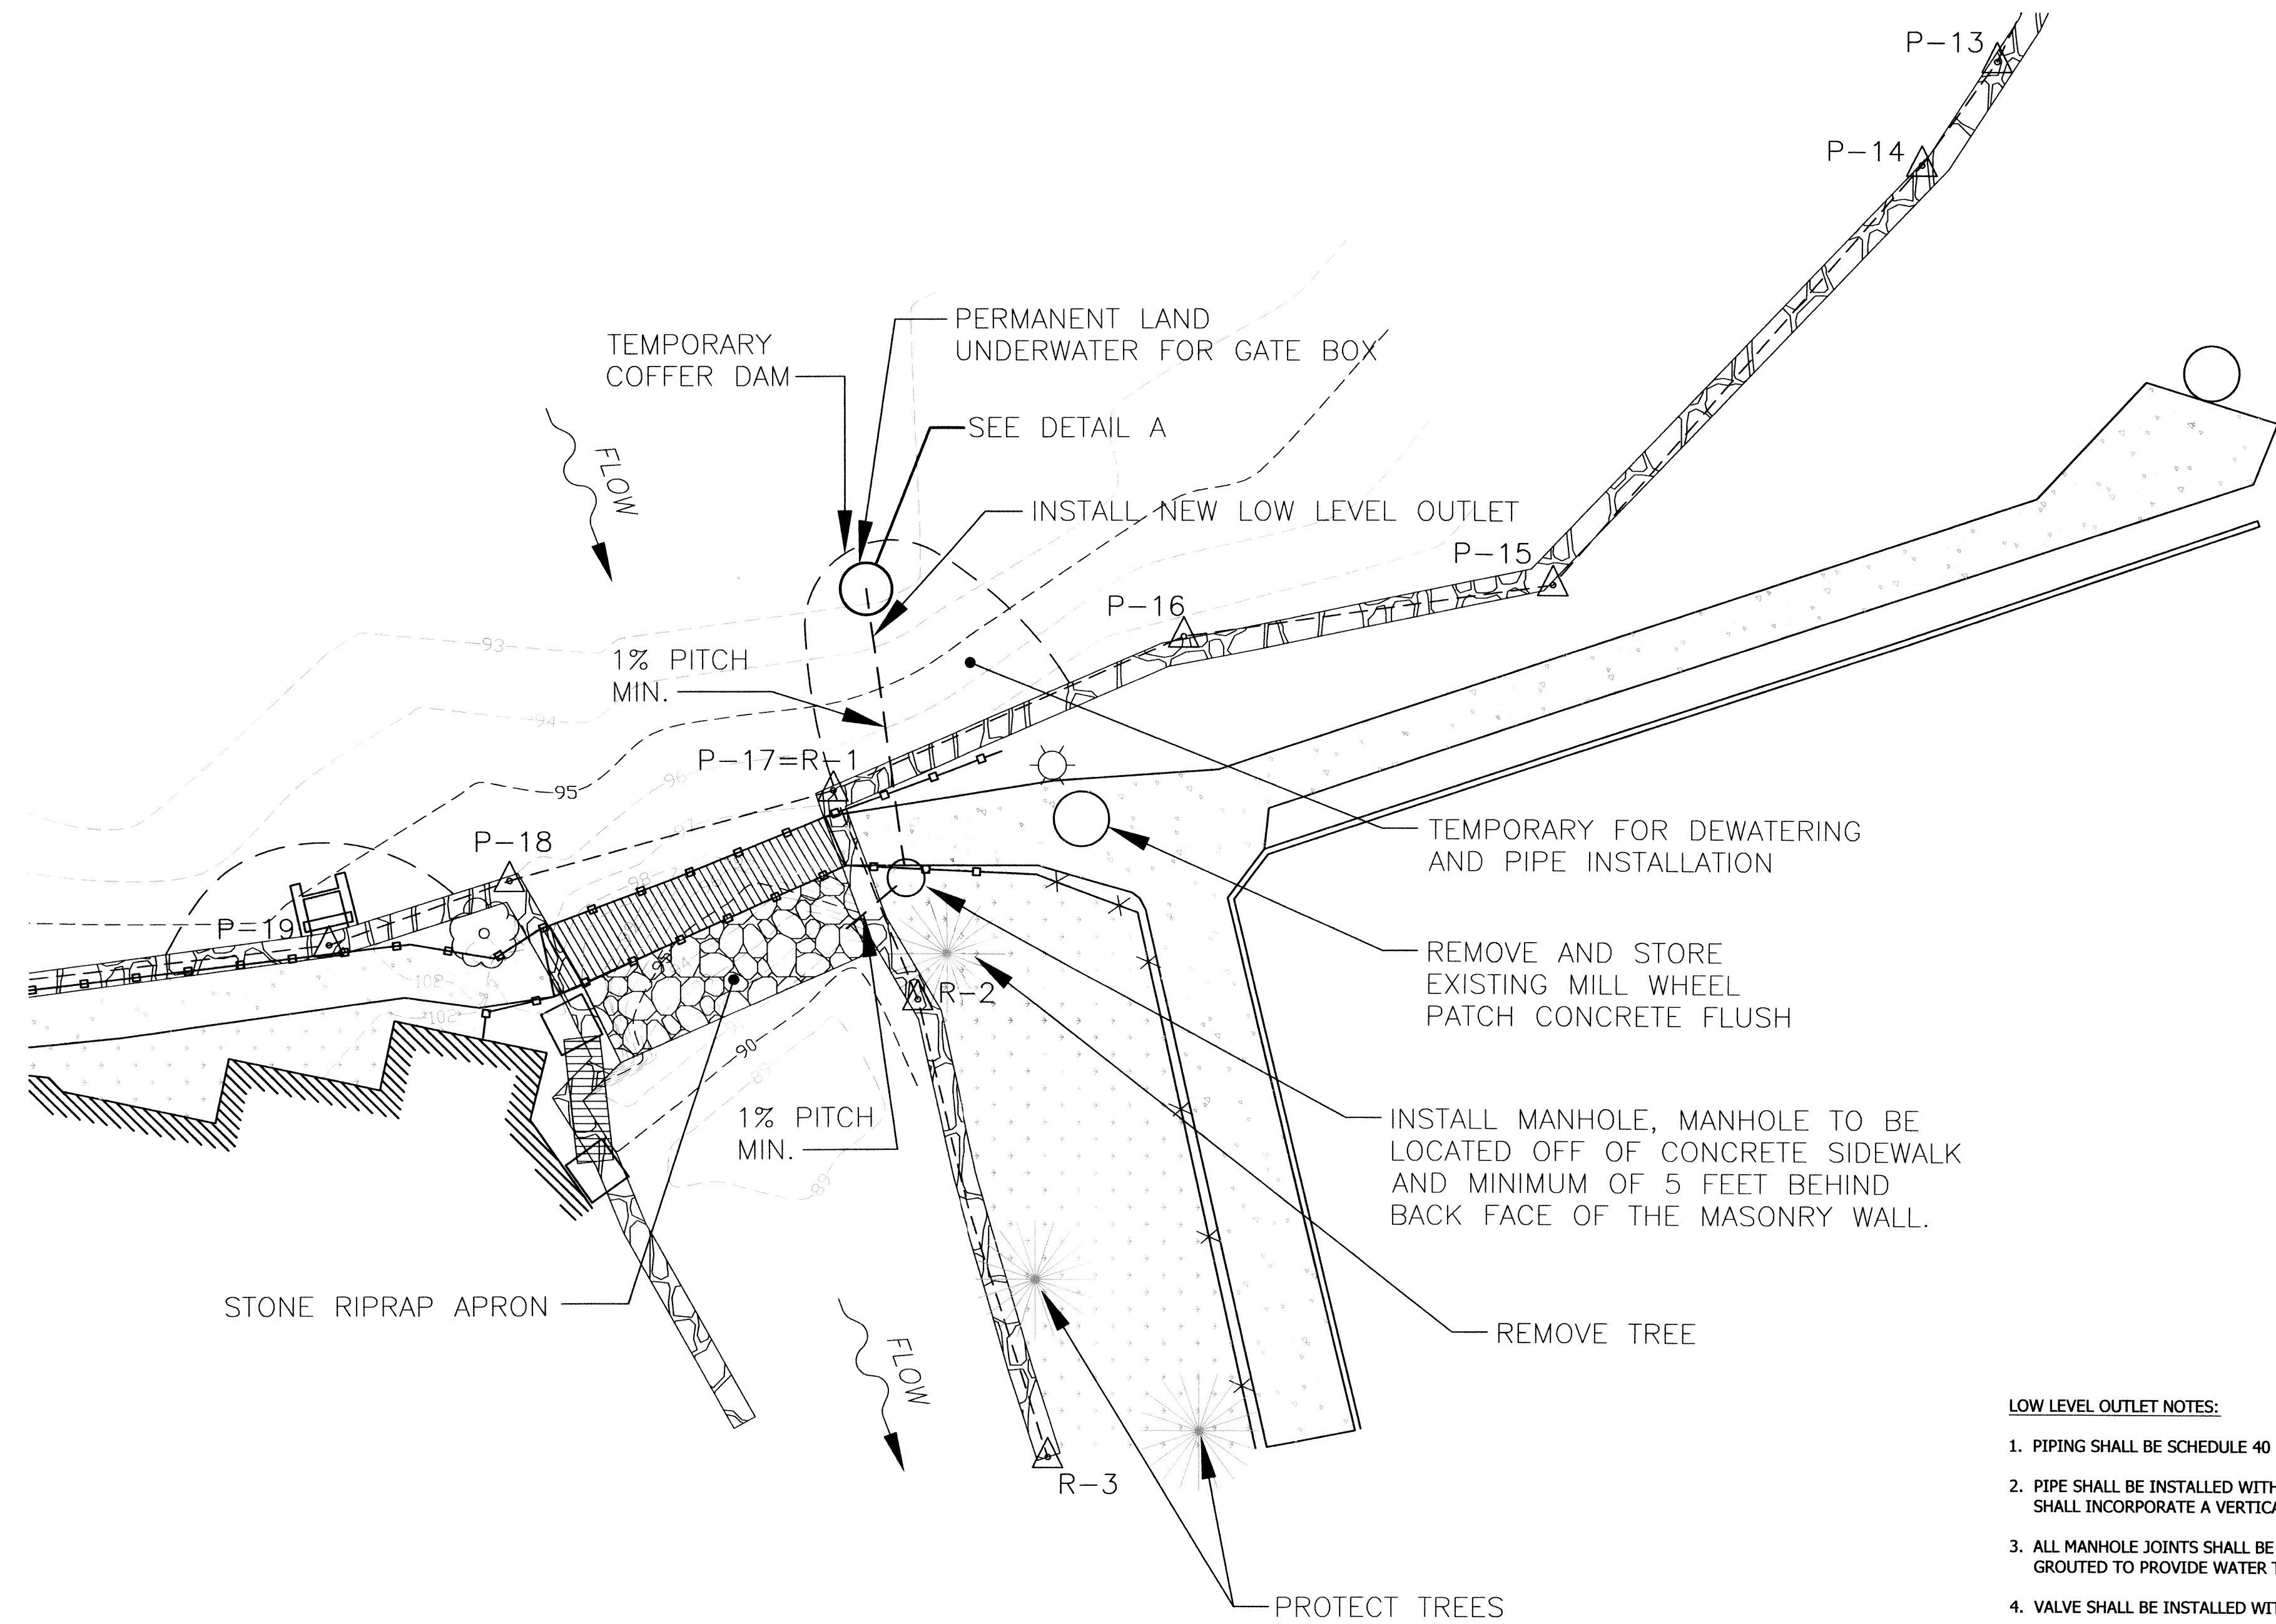 P-13
P-14
PERMANENT LAND
UNDERWATER FOR GATE BOX
TEMPORARY
COFFER DAM
SEE DETAIL A
FLOW
INSTALL NEW LOW LEVEL OUTLET
P-15
P-16
93
1% PITCH
MIN.
94
P-17=R-1
96
95
97
P-18
TEMPORARY FOR DEWATERING
AND PIPE INSTALLATION
98
P=19
REMOVE AND STORE
EXISTING MILL WHEEL
PATCH CONCRETE FLUSH
95
102
R-2
102
90
89
1% PITCH
MIN.
INSTALL MANHOLE, MANHOLE TO BE
LOCATED OFF OF CONCRETE SIDEWALK
AND MINIMUM OF 5 FEET BEHIND
BACK FACE OF THE MASONRY WALL.
89
STONE RIPRAP APRON
REMOVE TREE
FLOW
R-3
LOW LEVEL OUTLET NOTES:
1. PIPING SHALL BE SCHEDULE 40
2. PIPE SHALL BE INSTALLED WITH
SHALL INCORPORATE A VERTICA
3. ALL MANHOLE JOINTS SHALL BE
GROUTED TO PROVIDE WATER T
4. VALVE SHALL BE INSTALLED WIT
PROTECT TREES